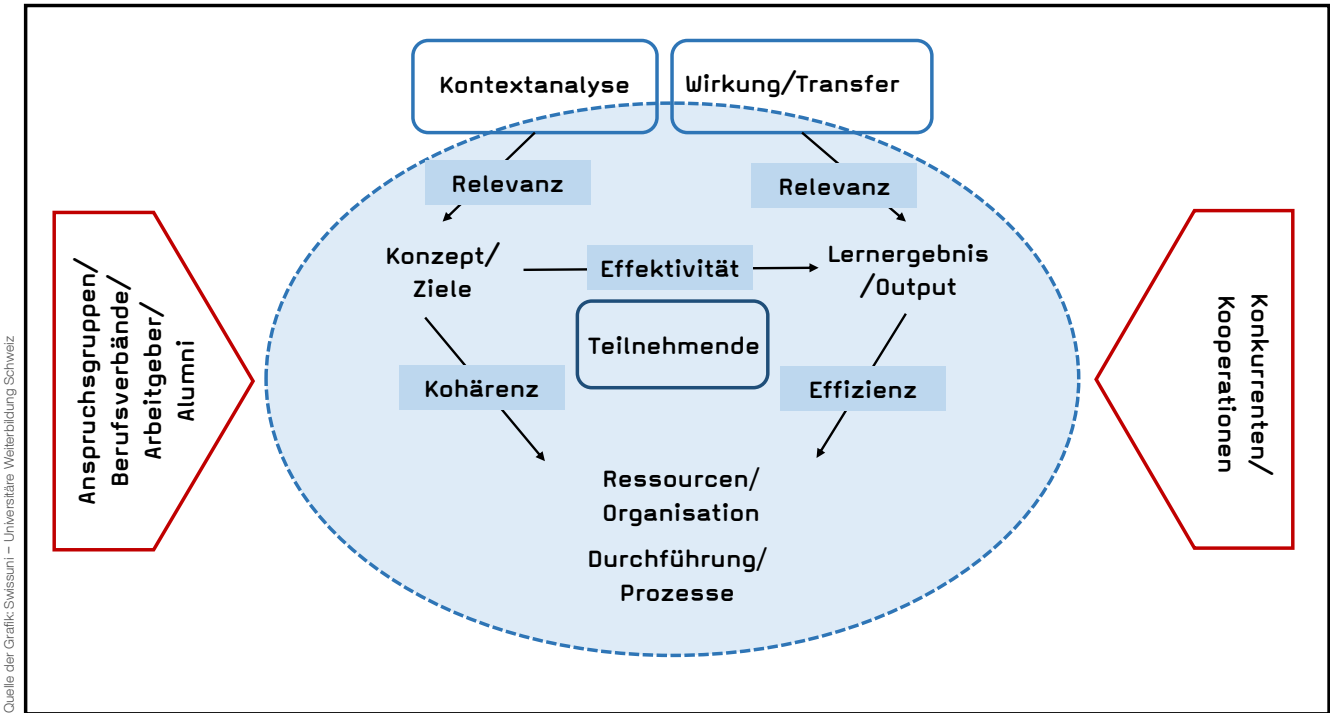 Kontextanalyse
Wirkung/Transfer
Relevanz
Relevanz
Konzept/
Ziele
Effektivität
Lernergebnis
/Output
Teilnehmende
Kohärenz
Effizienz
Ressourcen/
Organisation
Durchführung/
Prozesse
Anspruchsgruppen/
Berufsverbände/
Arbeitgeber/
Alumni
Konkurrenten/
Kooperationen
Quelle der Grafik: Swissuni – Universitäre Weiterbildung Schweiz